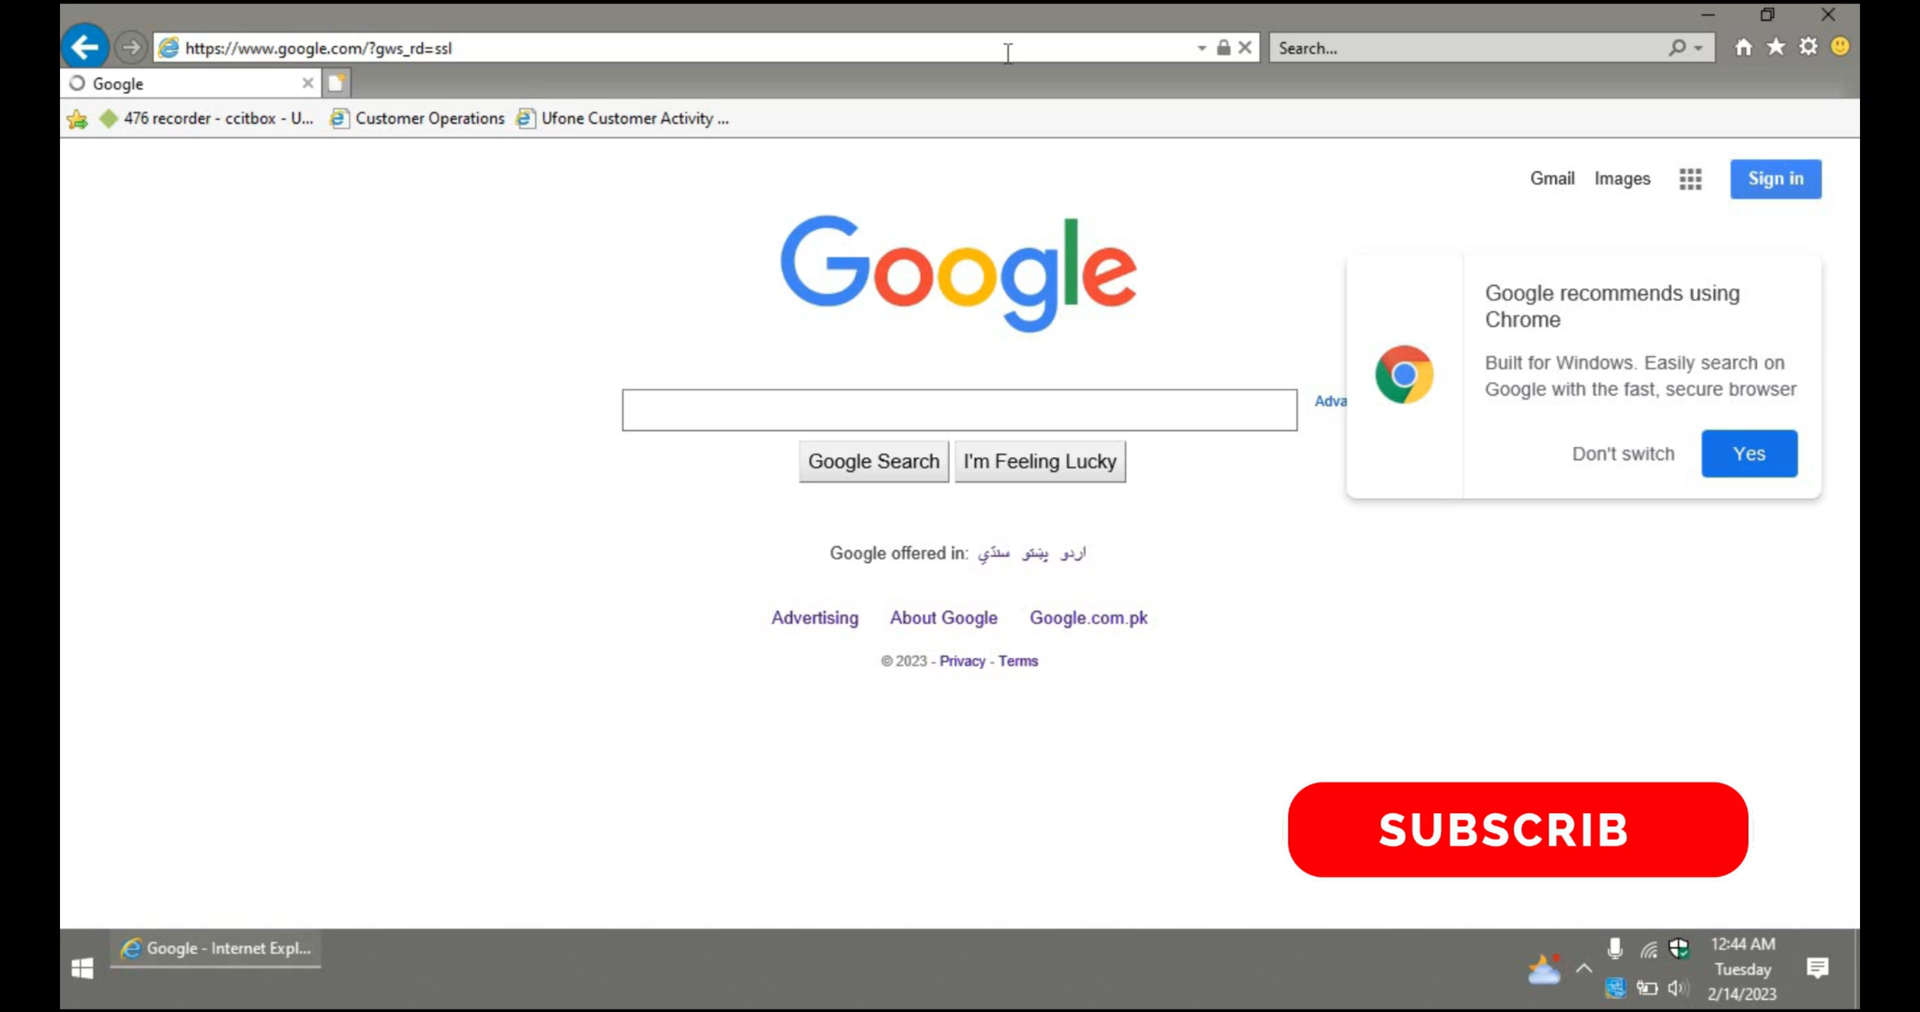 https://www.google.com/?gws_rd=ssl
Search...
Google
476 recorder - ccitbox - U... Customer Operations Ufone Customer Activity ...
Gmail Images Sign in
Google
Google recommends using
Chrome
Built for Windows. Easily search on
Google with the fast, secure browser
Don't switch Yes
Adva
Google Search I'm Feeling Lucky
Google offered in: اردو پښتو سنڌي
Advertising About Google Google.com.pk
© 2023 - Privacy - Terms
SUBSCRIB
Google - Internet Expl...
12:44 AM
Tuesday
2/14/2023